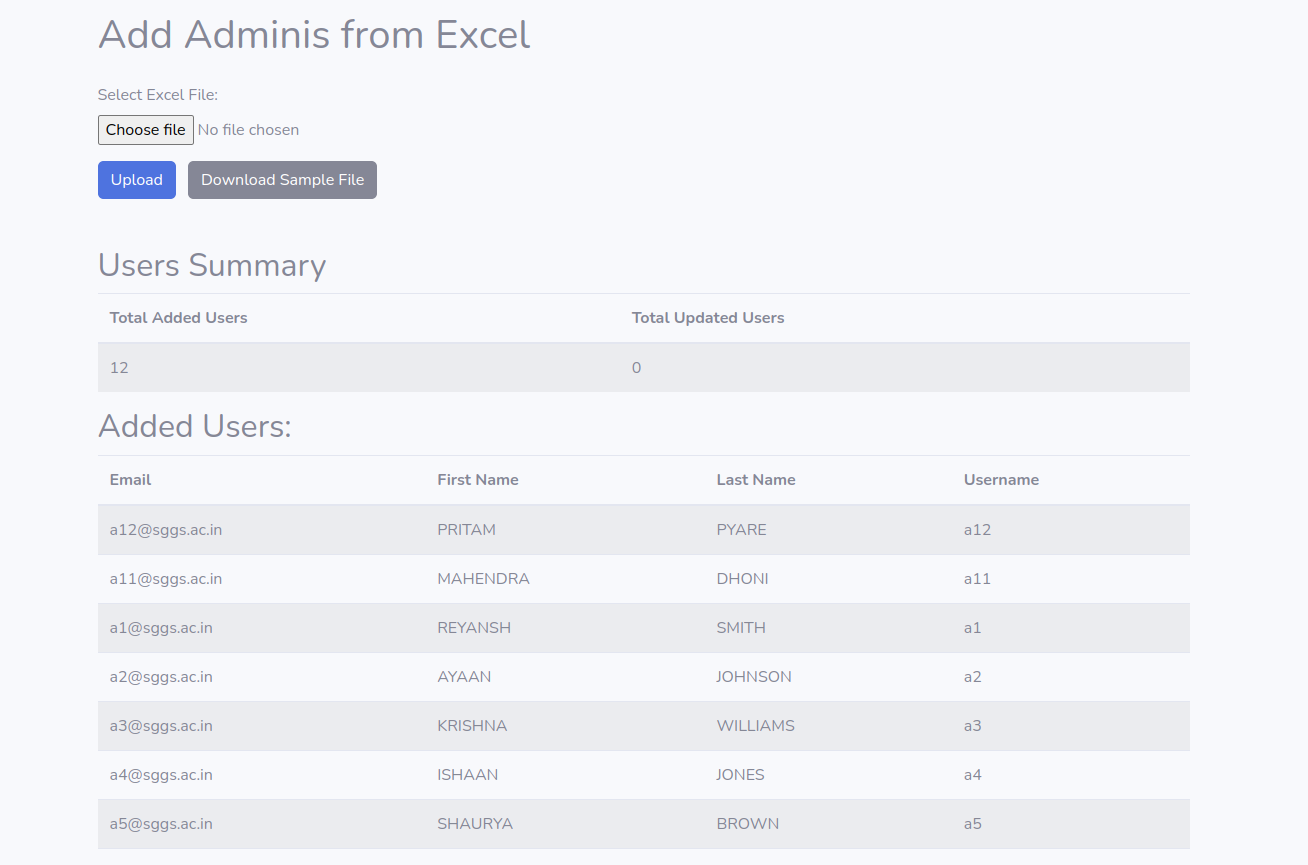 Add Adminis from Excel
Select Excel File:
Choose file No file chosen
Upload Download Sample File
Users Summary
Total Added Users Total Updated Users
12 0
Added Users:
Email First Name Last Name Username
a12@sggs.ac.in PRITAM PYARE a12
a11@sggs.ac.in MAHENDRA DHONI a11
a1@sggs.ac.in REYANSH SMITH a1
a2@sggs.ac.in AYAAN JOHNSON a2
a3@sggs.ac.in KRISHNA WILLIAMS a3
a4@sggs.ac.in ISHAAN JONES a4
a5@sggs.ac.in SHAURYA BROWN a5